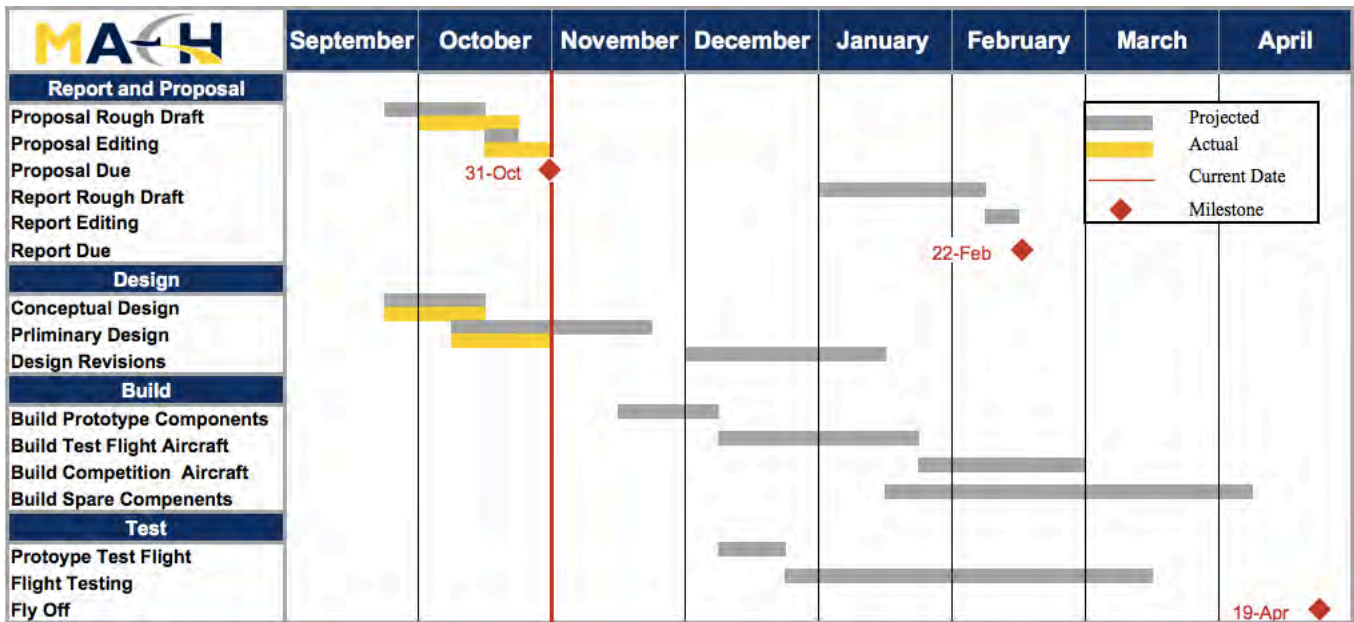 MACH
September October November December January February March April
Report and Proposal
Proposal Rough Draft
Proposal Editing
Proposal Due
Report Rough Draft
Report Editing
Report Due
31-Oct
22-Feb
Projected
Actual
Current Date
Milestone
Design
Conceptual Design
Prliminary Design
Design Revisions
Build
Build Prototype Components
Build Test Flight Aircraft
Build Competition Aircraft
Build Spare Compenents
Test
Protoype Test Flight
Flight Testing
Fly Off
19-Apr